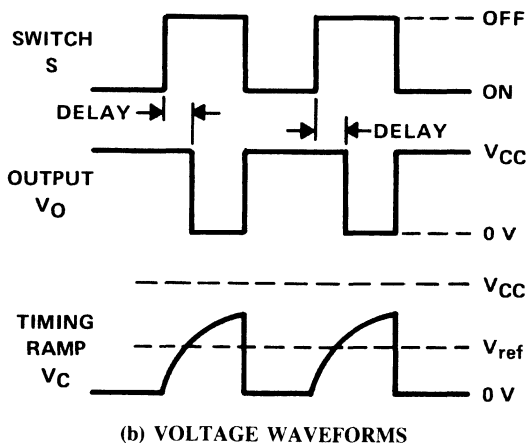 SWITCH
S
OFF
ON
DELAY
DELAY
OUTPUT
VO
VCC
0 V
VCC
TIMING
RAMP
VC
Vref
0 V
(b) VOLTAGE WAVEFORMS